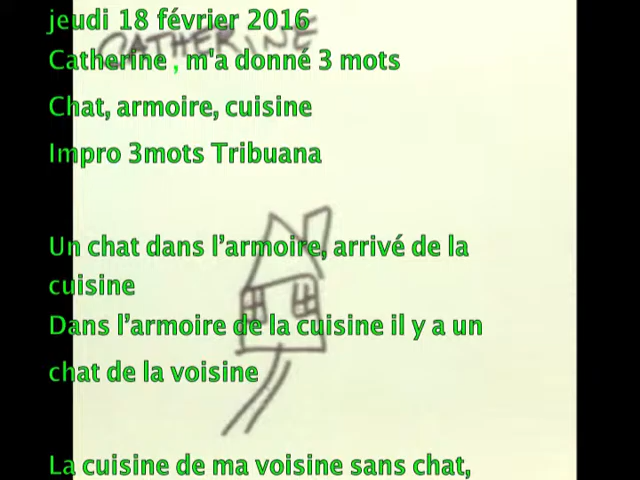 jeudi 18 février 2016
CATHERINE
Catherine , m'a donné 3 mots
Chat, armoire, cuisine
Impro 3mots Tribuana
Un chat dans l'armoire, arrivé de la
cuisine
Dans l'armoire de la cuisine il y a un
chat de la voisine
La cuisine de ma voisine sans chat,